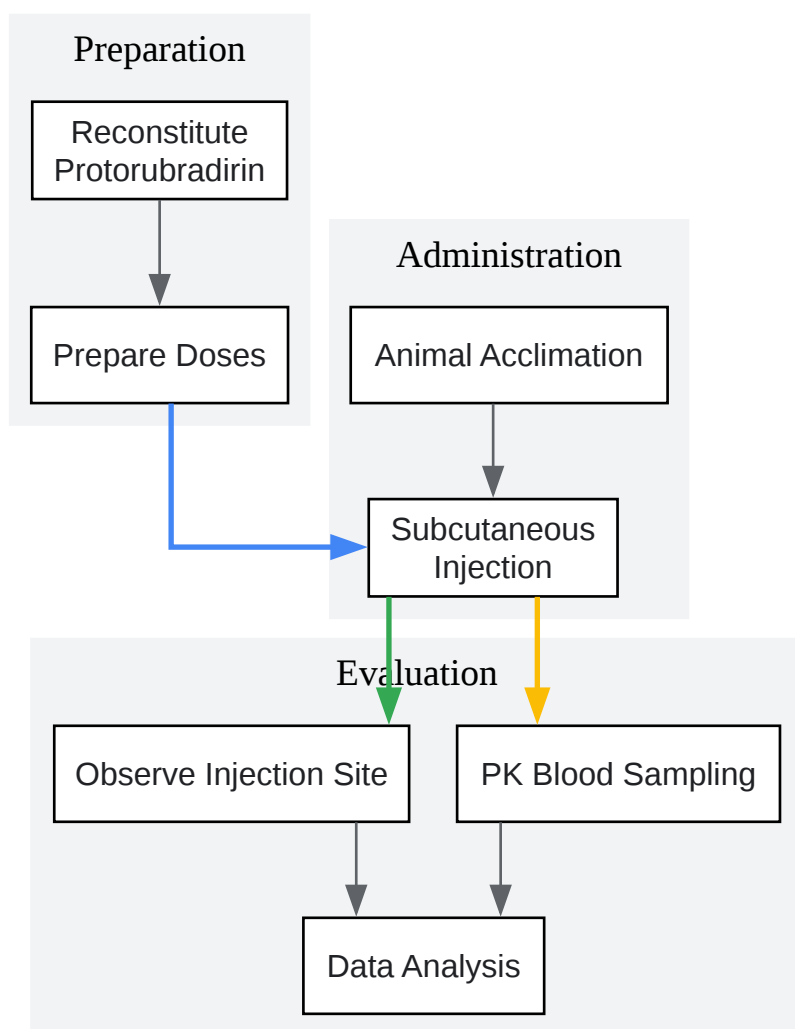 Preparation
Reconstitute
Protorubradirin
Prepare Doses
Administration
Animal Acclimation
Subcutaneous
Injection
Evaluation
Observe Injection Site
PK Blood Sampling
Data Analysis